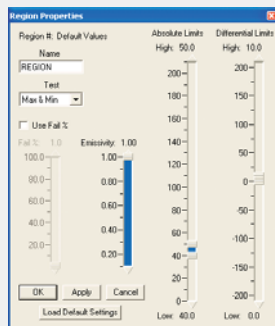 Region Properties
Region #: Default Values
Name
REGION
Test
Max & Min
Use Fail %
Fail %: 1.0
100.0
80.0
60.0
40.0
20.0
Emissivity: 1.00
1.00
0.80
0.60
0.40
0.20
OK
Apply
Cancel
Load Default Settings
Absolute Limits
High: 50.0
200
180
160
140
120
100
80
60
40
20
0
Low: 40.0
Differential Limits
High: 10.0
200
150
100
50
0
-50
-100
-150
-200
Low: 0.0